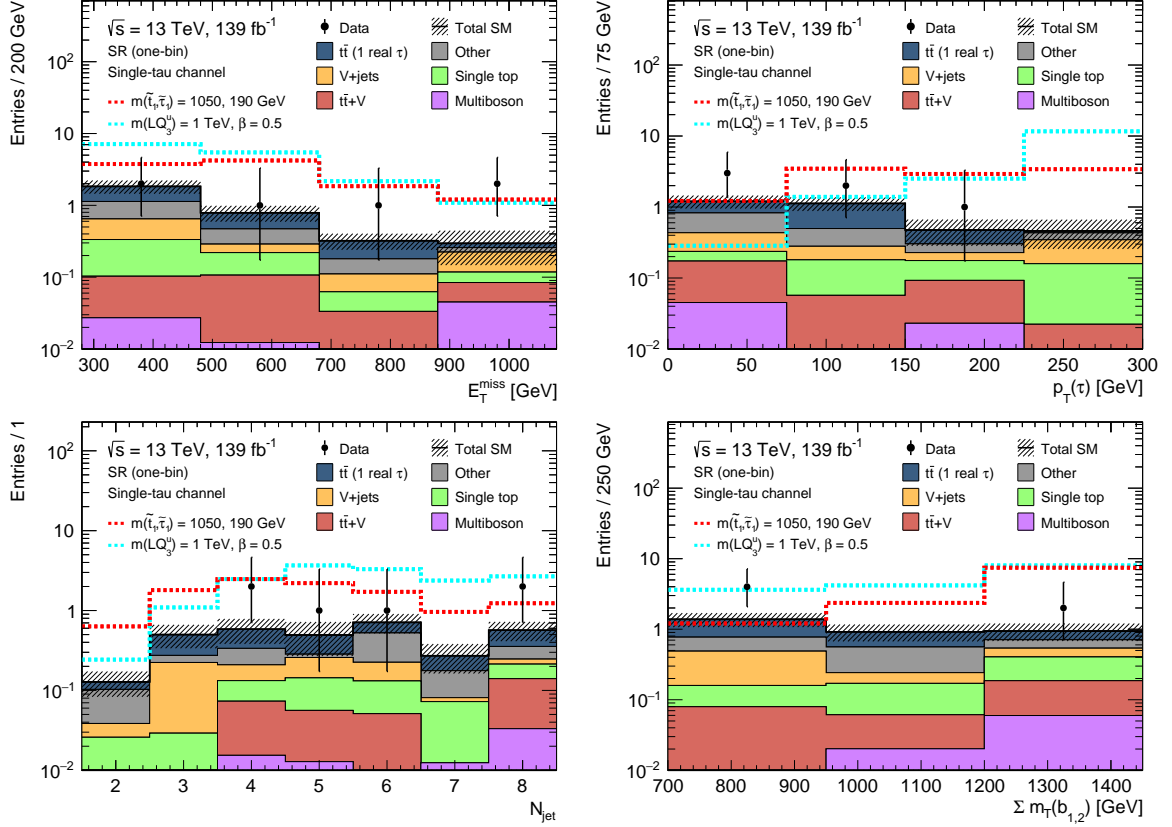 Entries / 200 GeV
√s = 13 TeV, 139 fb⁻¹
SR (one-bin)
Single-tau channel
m(t̃₁,τ̃₁) = 1050, 190 GeV
m(LQ₃ᵘ) = 1 TeV, β = 0.5
Data
Total SM
tt̄ (1 real τ)
Other
V+jets
Single top
tt̄+V
Multiboson
10²
10
1
10⁻¹
10⁻²
300 400 500 600 700 800 900 1000
E_T^miss [GeV]
Entries / 75 GeV
√s = 13 TeV, 139 fb⁻¹
SR (one-bin)
Single-tau channel
m(t̃₁,τ̃₁) = 1050, 190 GeV
m(LQ₃ᵘ) = 1 TeV, β = 0.5
Data
Total SM
tt̄ (1 real τ)
Other
V+jets
Single top
tt̄+V
Multiboson
10²
10
1
10⁻¹
10⁻²
0 50 100 150 200 250 300
p_T(τ) [GeV]
Entries / 1
√s = 13 TeV, 139 fb⁻¹
SR (one-bin)
Single-tau channel
m(t̃₁,τ̃₁) = 1050, 190 GeV
m(LQ₃ᵘ) = 1 TeV, β = 0.5
Data
Total SM
tt̄ (1 real τ)
Other
V+jets
Single top
tt̄+V
Multiboson
10²
10
1
10⁻¹
10⁻²
2 3 4 5 6 7 8
N_jet
Entries / 250 GeV
√s = 13 TeV, 139 fb⁻¹
SR (one-bin)
Single-tau channel
m(t̃₁,τ̃₁) = 1050, 190 GeV
m(LQ₃ᵘ) = 1 TeV, β = 0.5
Data
Total SM
tt̄ (1 real τ)
Other
V+jets
Single top
tt̄+V
Multiboson
10²
10
1
10⁻¹
10⁻²
700 800 900 1000 1100 1200 1300 1400
Σ m_T(b₁,₂) [GeV]